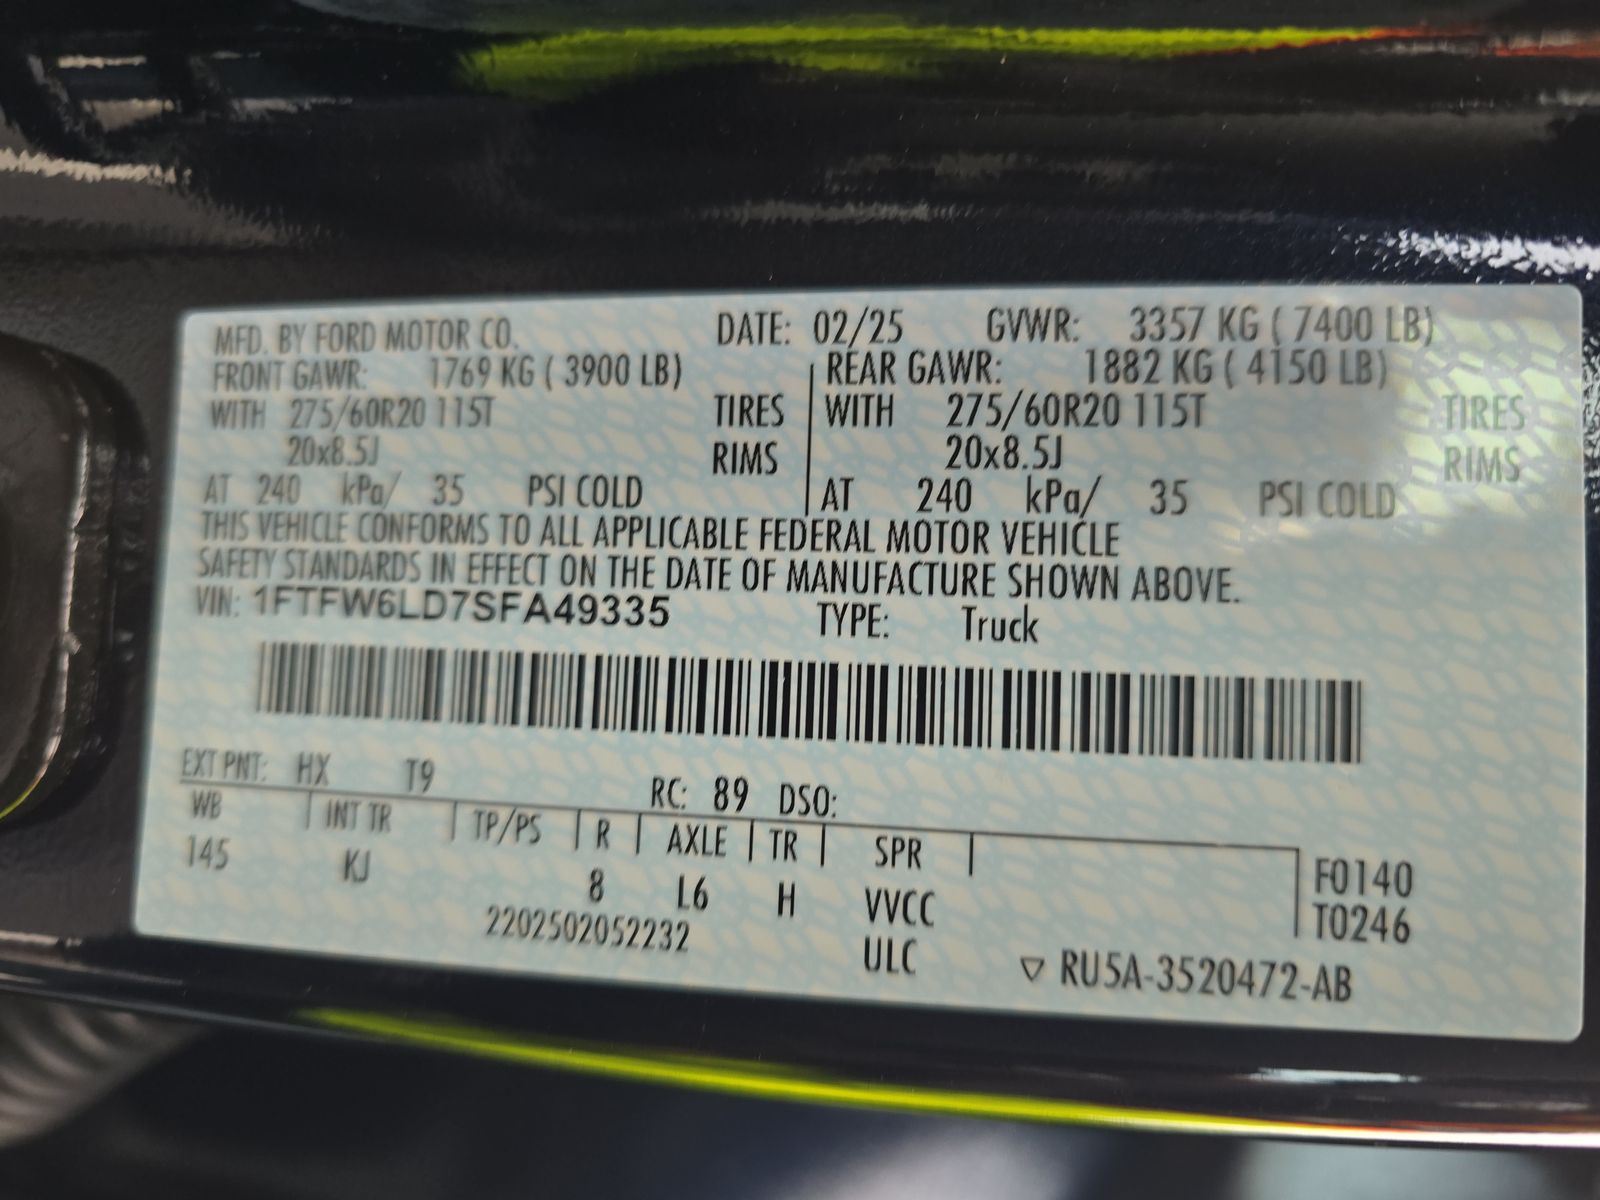 MFD. BY FORD MOTOR CO. DATE: 02/25 GVWR: 3357 KG ( 7400 LB)
FRONT GAWR: 1769 KG ( 3900 LB) REAR GAWR: 1882 KG ( 4150 LB)
WITH 275/60R20 115T TIRES WITH 275/60R20 115T TIRES
20x8.5J RIMS 20x8.5J RIMS
AT 240 kPa/ 35 PSI COLD AT 240 kPa/ 35 PSI COLD
THIS VEHICLE CONFORMS TO ALL APPLICABLE FEDERAL MOTOR VEHICLE
SAFETY STANDARDS IN EFFECT ON THE DATE OF MANUFACTURE SHOWN ABOVE.
VIN: 1FTFW6LD7SFA49335 TYPE: Truck
EXT PNT: HX T9 RC: 89 DSO:
WB INT TR TP/PS R AXLE TR SPR
145 KJ 8 L6 H VVCC F0140
2202502052232 ULC T0246
▽ RU5A-3520472-AB